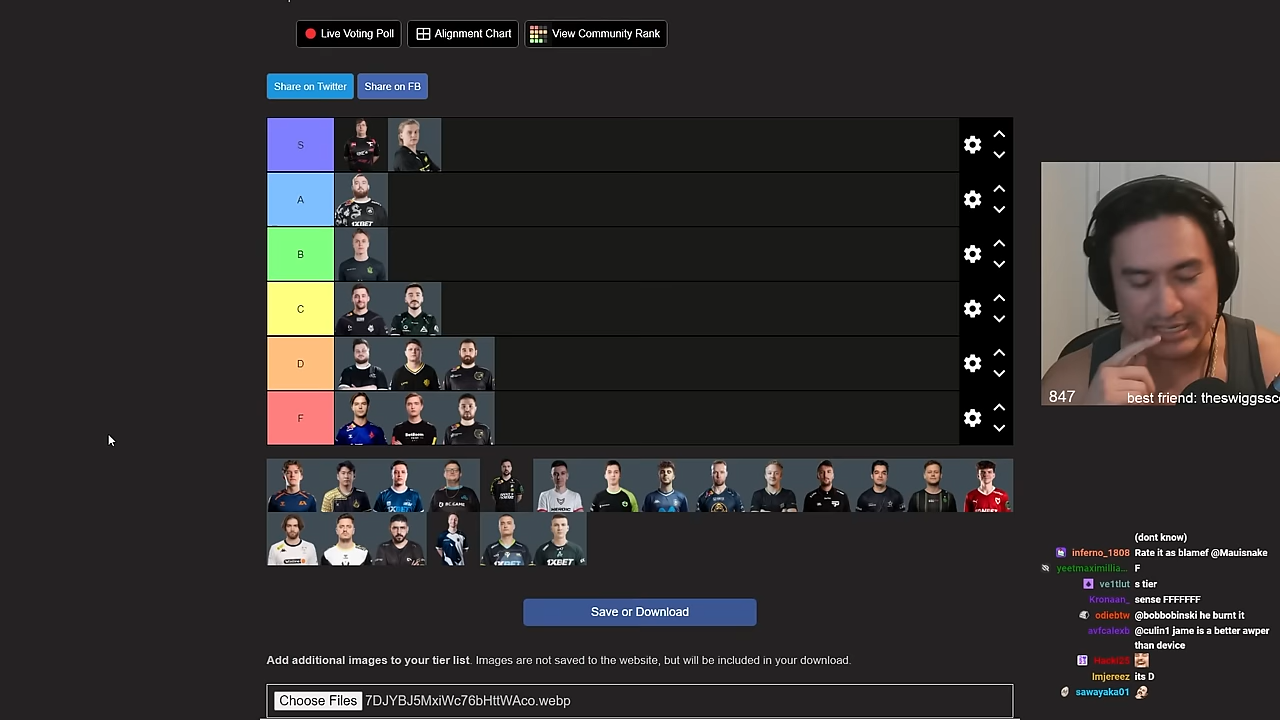 Live Voting Poll
Alignment Chart
View Community Rank
Share on Twitter
Share on FB
S
A
B
C
D
F
847
best friend: theswiggssc
(dont know)
inferno_1808 Rate it as blamef @Mauisnake
yeetmaximillia... F
ve1tlut s tier
Kronaan_ sense FFFFFFF
odiebtw @bobbobinski he burnt it
avfcalexb @culin1 jame is a better awper
than device
Hackl25
lmjereez its D
sawayaka01
Save or Download
Add additional images to your tier list. Images are not saved to the website, but will be included in your download.
Choose Files 7DJYBJ5MxiWc76bHttWAco.webp